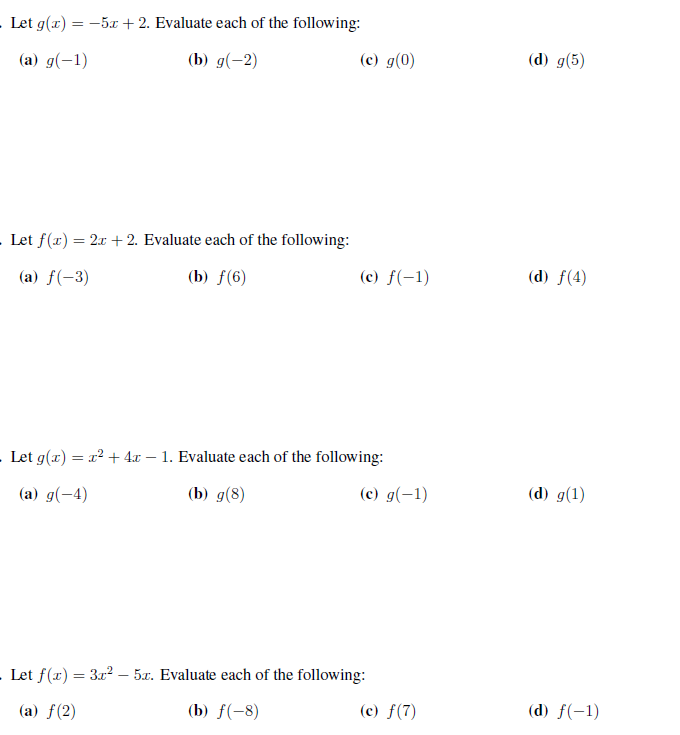 . Let g(x) = −5x + 2. Evaluate each of the following:
(a) g(−1) (b) g(−2) (c) g(0) (d) g(5)
. Let f(x) = 2x + 2. Evaluate each of the following:
(a) f(−3) (b) f(6) (c) f(−1) (d) f(4)
. Let g(x) = x² + 4x − 1. Evaluate each of the following:
(a) g(−4) (b) g(8) (c) g(−1) (d) g(1)
. Let f(x) = 3x² − 5x. Evaluate each of the following:
(a) f(2) (b) f(−8) (c) f(7) (d) f(−1)